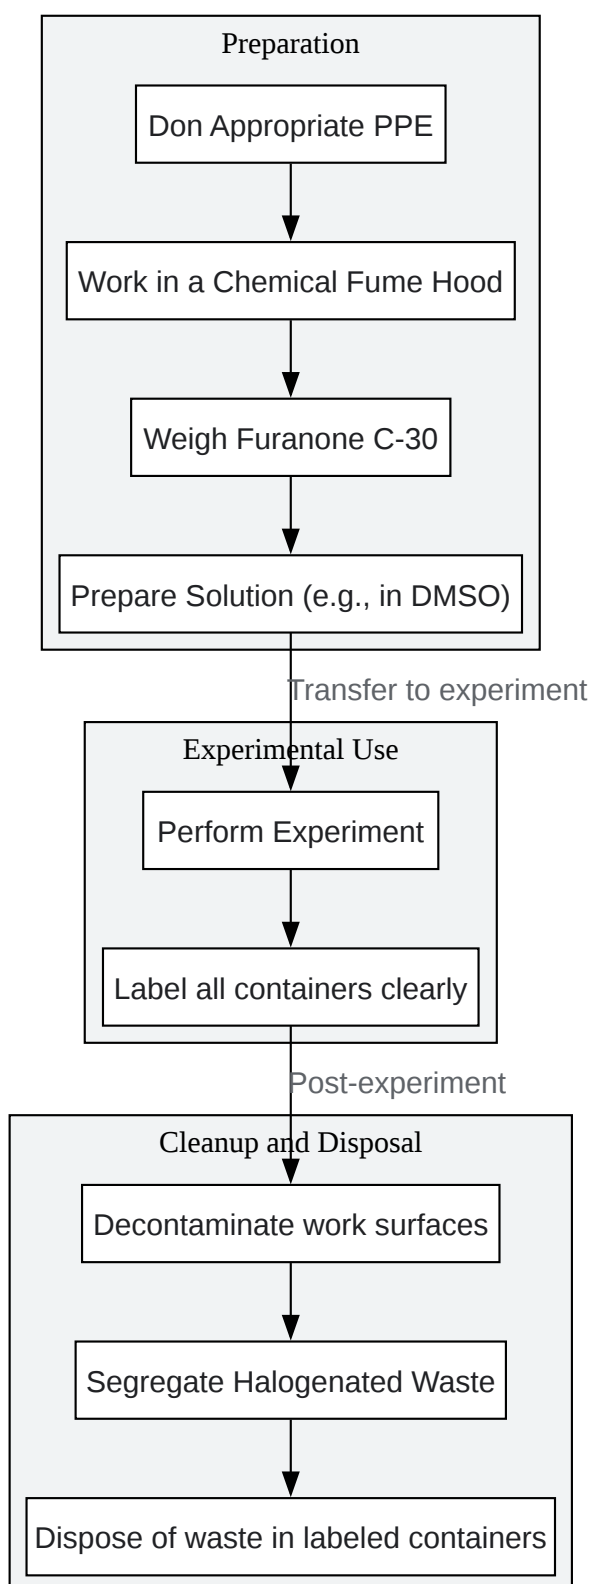 Preparation
Don Appropriate PPE
Work in a Chemical Fume Hood
Weigh Furanone C-30
Prepare Solution (e.g., in DMSO)
Transfer to experiment
Experimental Use
Perform Experiment
Label all containers clearly
Post-experiment
Cleanup and Disposal
Decontaminate work surfaces
Segregate Halogenated Waste
Dispose of waste in labeled containers